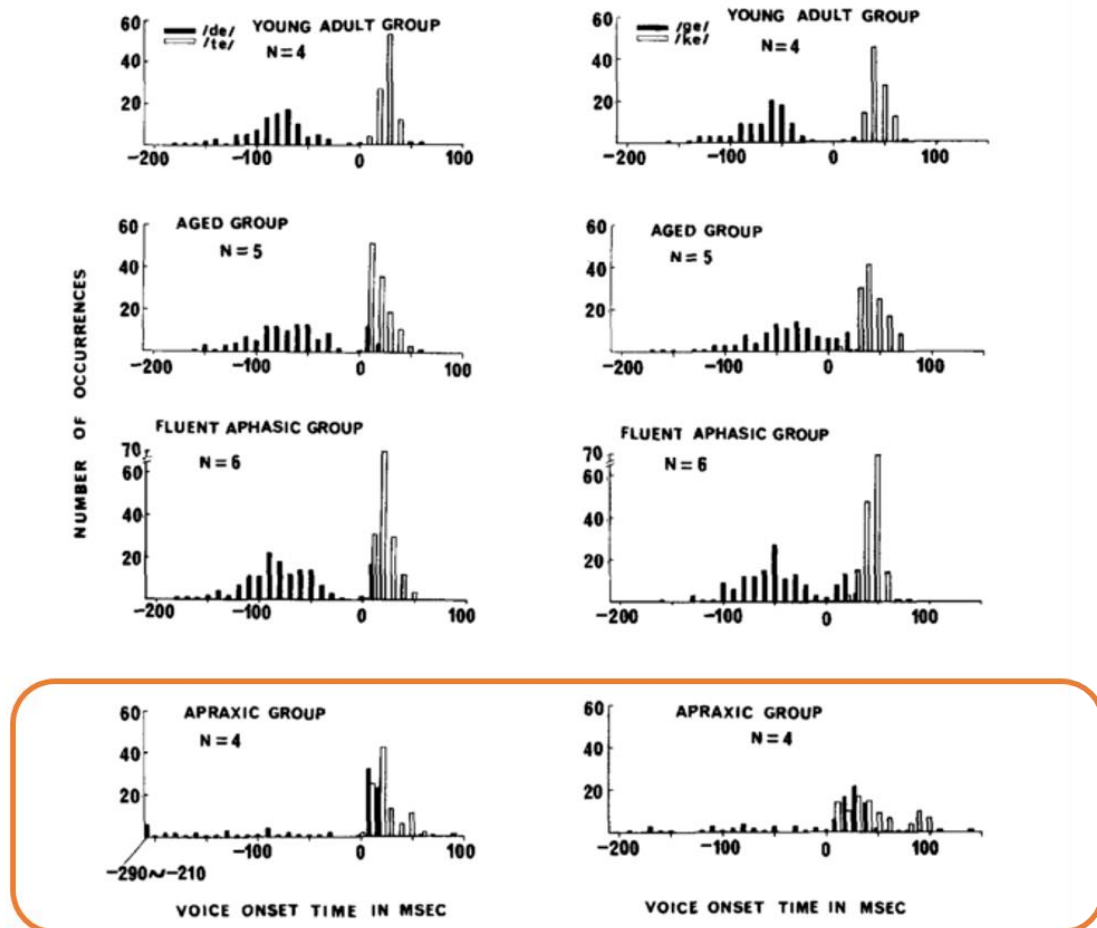 NUMBER OF OCCURRENCES
60
40
20
/de/
/te/
YOUNG ADULT GROUP
N=4
-200 -100 0 100
60
40
20
/ge/
/ke/
YOUNG ADULT GROUP
N=4
-200 -100 0 100
60
40
20
AGED GROUP
N=5
-200 -100 0 100
60
40
20
AGED GROUP
N=5
-200 -100 0 100
FLUENT APHASIC GROUP
N=6
70
60
40
20
-200 -100 0 100
FLUENT APHASIC GROUP
N=6
70
60
40
20
-200 -100 0 100
60
40
20
APRAXIC GROUP
N=4
-100 0 100
-290~-210
VOICE ONSET TIME IN MSEC
60
40
20
APRAXIC GROUP
N=4
-200 -100 0 100
VOICE ONSET TIME IN MSEC